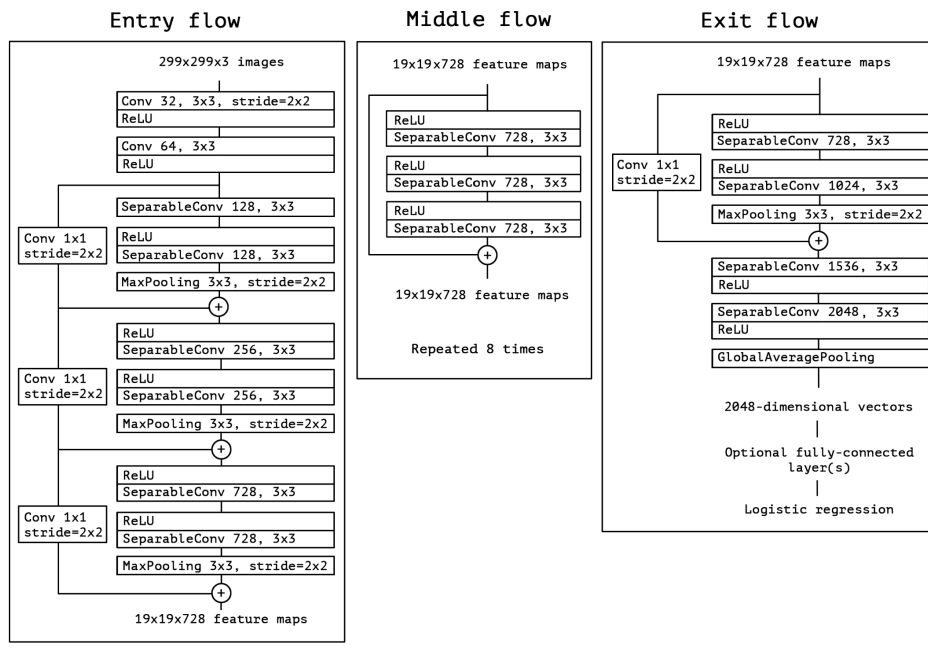 Entry flow
299x299x3 images
Conv 32, 3x3, stride=2x2
ReLU
Conv 64, 3x3
ReLU
SeparableConv 128, 3x3
Conv 1x1
stride=2x2
ReLU
SeparableConv 128, 3x3
MaxPooling 3x3, stride=2x2
+
ReLU
SeparableConv 256, 3x3
Conv 1x1
stride=2x2
ReLU
SeparableConv 256, 3x3
MaxPooling 3x3, stride=2x2
+
ReLU
SeparableConv 728, 3x3
Conv 1x1
stride=2x2
ReLU
SeparableConv 728, 3x3
MaxPooling 3x3, stride=2x2
+
19x19x728 feature maps
Middle flow
19x19x728 feature maps
ReLU
SeparableConv 728, 3x3
ReLU
SeparableConv 728, 3x3
ReLU
SeparableConv 728, 3x3
+
19x19x728 feature maps
Repeated 8 times
Exit flow
19x19x728 feature maps
ReLU
SeparableConv 728, 3x3
Conv 1x1
stride=2x2
ReLU
SeparableConv 1024, 3x3
MaxPooling 3x3, stride=2x2
+
SeparableConv 1536, 3x3
ReLU
SeparableConv 2048, 3x3
ReLU
GlobalAveragePooling
2048-dimensional vectors
Optional fully-connected
layer(s)
Logistic regression